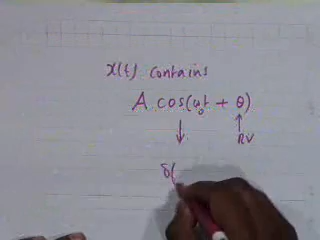 x(t) contains
A cos(ω₀t + θ)
↓ ↑
RV
δ(